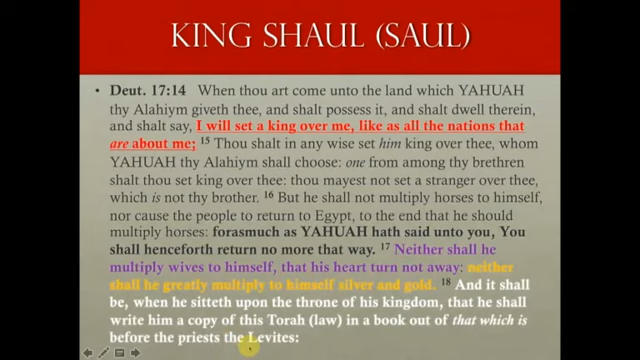 KING SHAUL (SAUL)
• Deut. 17:14 When thou art come unto the land which YAHUAH
thy Alahiym giveth thee, and shalt possess it, and shalt dwell therein,
and shalt say, I will set a king over me, like as all the nations that
are about me; 15 Thou shalt in any wise set him king over thee, whom
YAHUAH thy Alahiym shall choose: one from among thy brethren
shalt thou set king over thee: thou mayest not set a stranger over thee,
which is not thy brother. 16 But he shall not multiply horses to himself,
nor cause the people to return to Egypt, to the end that he should
multiply horses: forasmuch as YAHUAH hath said unto you, You
shall henceforth return no more that way. 17 Neither shall he
multiply wives to himself, that his heart turn not away: neither
shall he greatly multiply to himself silver and gold. 18 And it shall
be, when he sitteth upon the throne of his kingdom, that he shall
write him a copy of this Torah (law) in a book out of that which is
before the priests the Levites: